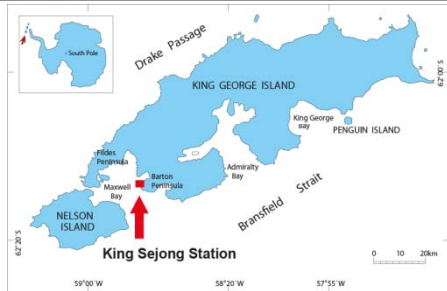 South Pole
Drake Passage
62°00'S
KING GEORGE ISLAND
King George
Bay
PENGUIN ISLAND
Fildes
Peninsula
Barton
Peninsula
Admiralty
Bay
Maxwell
Bay
Bransfield Strait
NELSON
ISLAND
62°20'S
King Sejong Station
0 10 20km
59°00'W
58°20'W
57°55'W